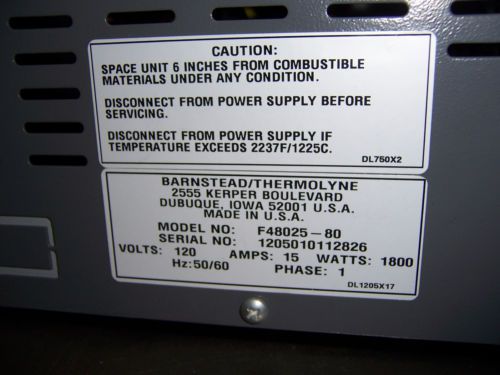 CAUTION:
SPACE UNIT 6 INCHES FROM COMBUSTIBLE
MATERIALS UNDER ANY CONDITION.
DISCONNECT FROM POWER SUPPLY BEFORE
SERVICING.
DISCONNECT FROM POWER SUPPLY IF
TEMPERATURE EXCEEDS 2237F/1225C.
DL750X2
BARNSTEAD/THERMOLYNE
2555 KERPER BOULEVARD
DUBUQUE, IOWA 52001 U.S.A.
MADE IN U.S.A.
MODEL NO: F48025-80
SERIAL NO: 1205010112826
VOLTS: 120 AMPS: 15 WATTS: 1800
Hz:50/60 PHASE: 1
DL1205X17